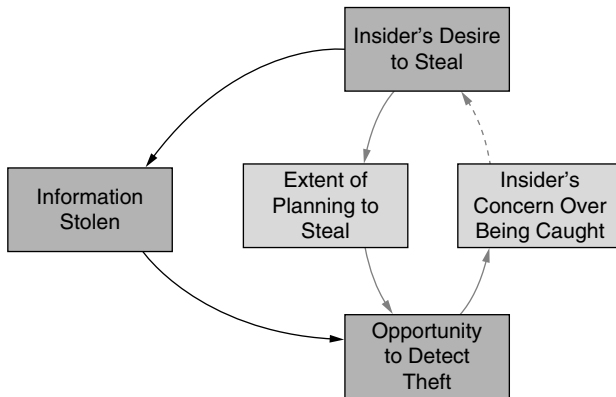 Insider’s Desire
to Steal
Information
Stolen
Extent of
Planning to
Steal
Insider’s
Concern Over
Being Caught
Opportunity
to Detect
Theft